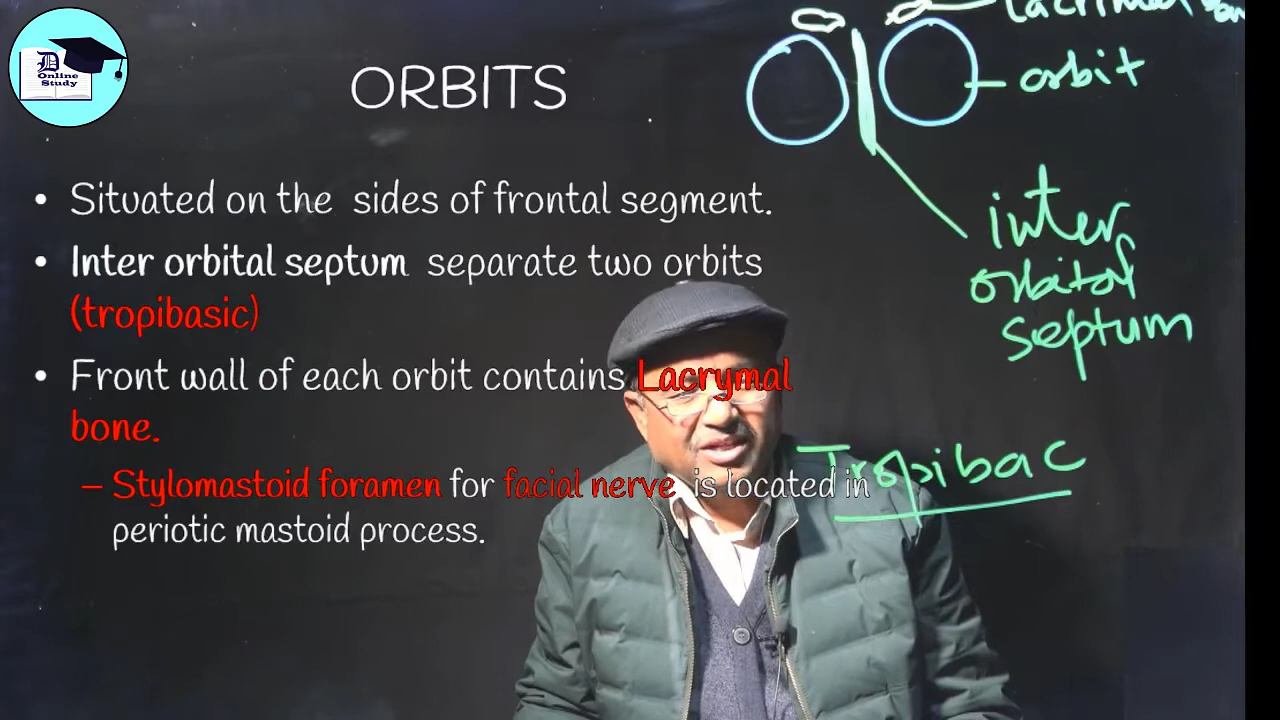 D
Online
Study
ORBITS
• Situated on the sides of frontal segment.
• Inter orbital septum separate two orbits
(tropibasic)
• Front wall of each orbit contains Lacrymal
bone.
– Stylomastoid foramen for facial nerve is located in
periotic mastoid process.
orbit
inter
orbital
septum
Tropibac